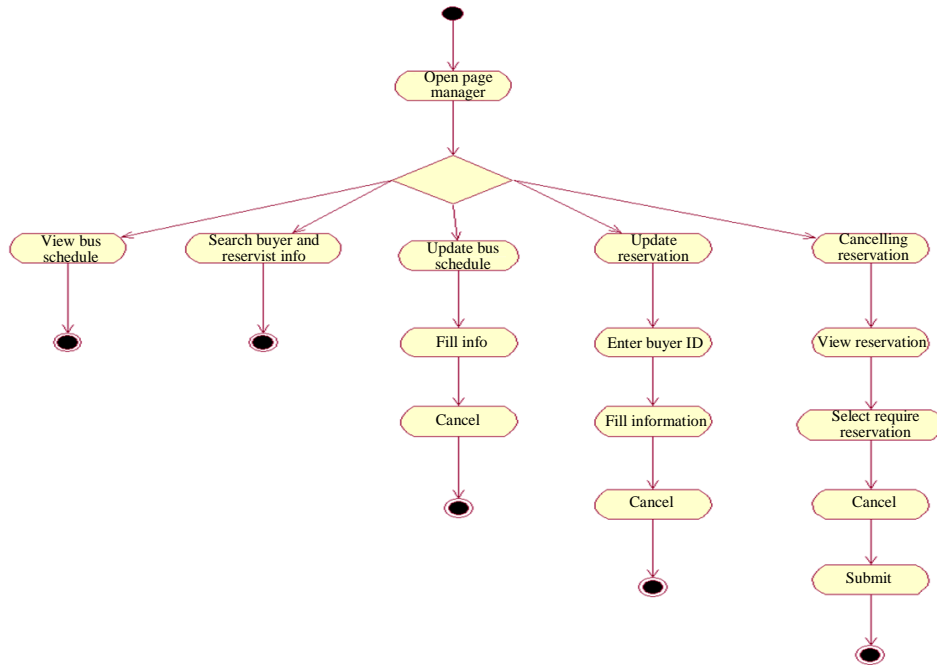 Open page
manager
View bus
schedule
Search buyer and
reservist info
Update bus
schedule
Update
reservation
Cancelling
reservation
Fill info
Enter buyer ID
View reservation
Cancel
Fill information
Select require
reservation
Cancel
Cancel
Submit